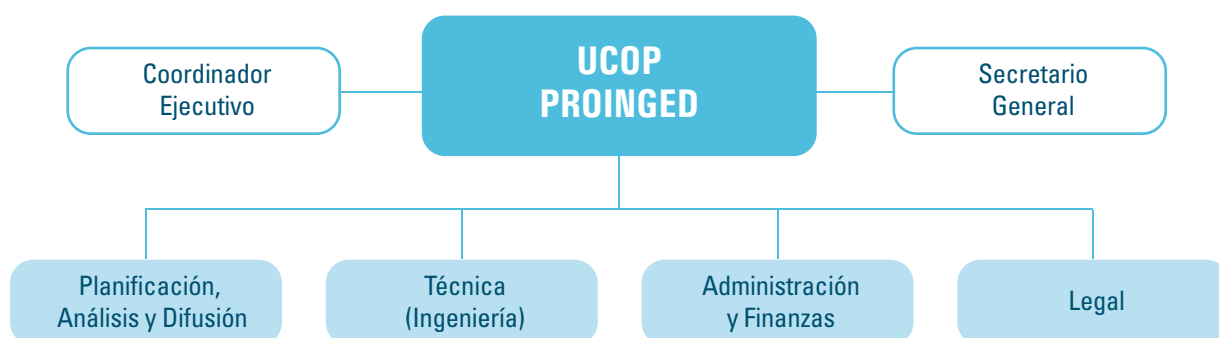 Coordinador
Ejecutivo
UCOP
PROINGED
Secretario
General
Planificación,
Análisis y Difusión
Técnica
(Ingeniería)
Administración
y Finanzas
Legal